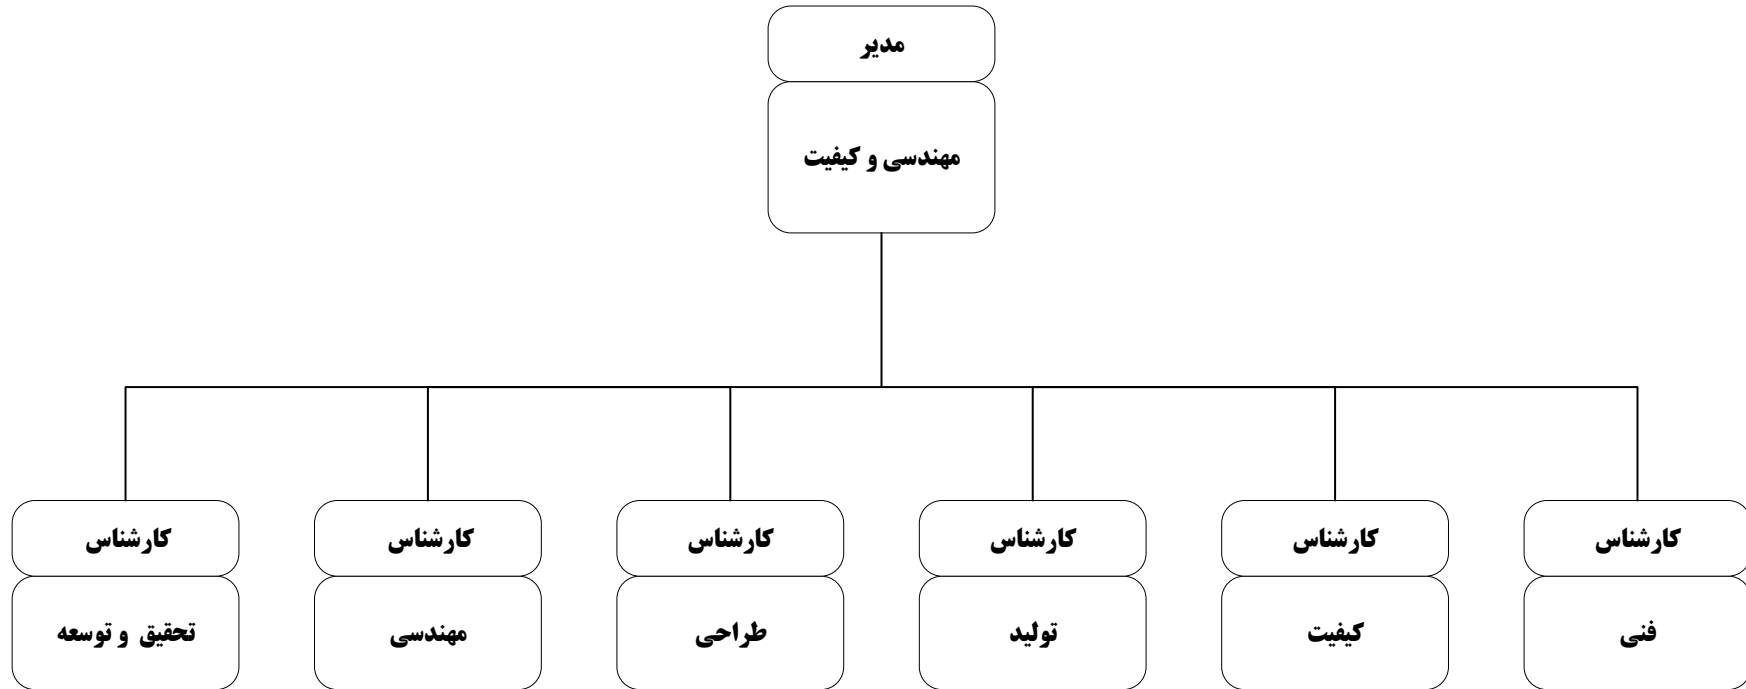 مدیر
مهندسی و کیفیت
کارشناس
فنی
کارشناس
کیفیت
کارشناس
تولید
کارشناس
طراحی
کارشناس
مهندسی
کارشناس
تحقیق و توسعه